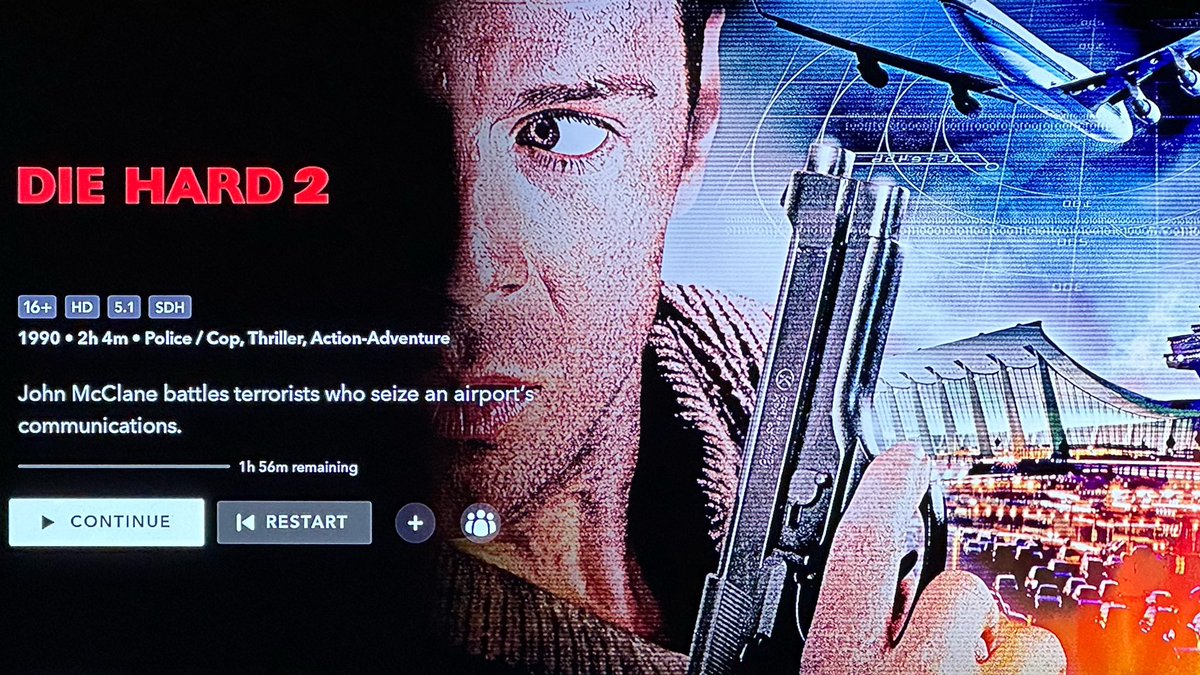 DIE HARD 2
16+ HD 5.1 SDH
1990 • 2h 4m • Police / Cop, Thriller, Action-Adventure
John McClane battles terrorists who seize an airport's
communications.
1h 56m remaining
CONTINUE RESTART